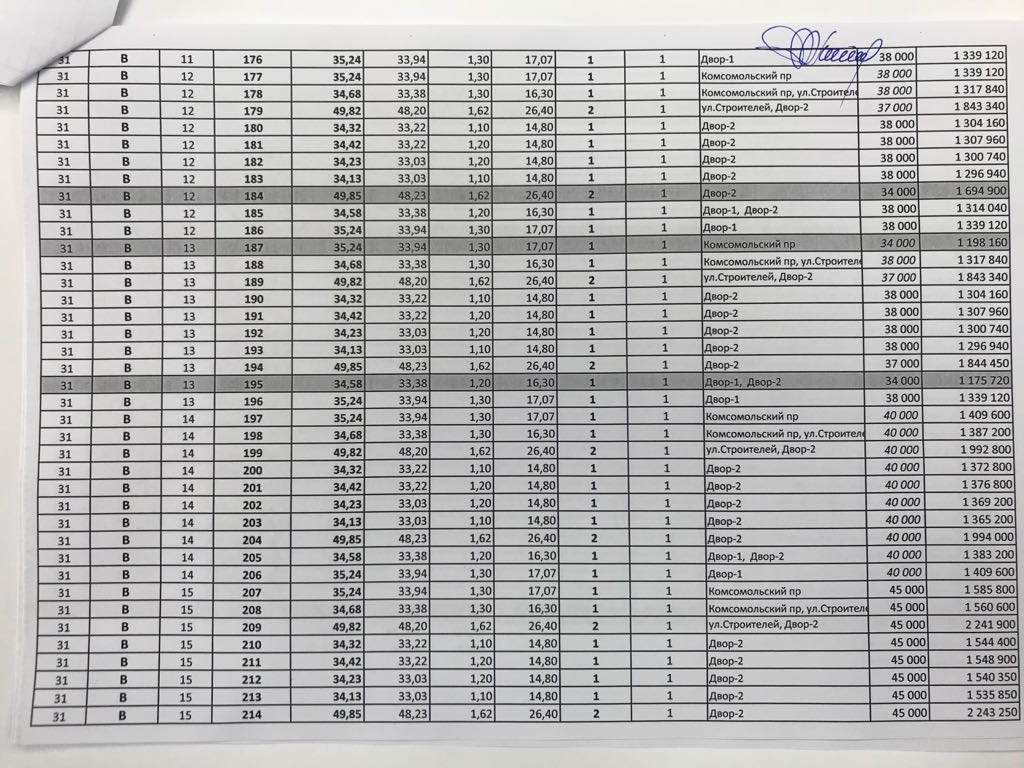 31 В 11 176 35,24 33,94 1,30 17,07 1 1 Двор-1 38 000 1 339 120
31 В 12 177 35,24 33,94 1,30 17,07 1 1 Комсомольский пр 38 000 1 339 120
31 В 12 178 34,68 33,38 1,30 16,30 1 1 Комсомольский пр, ул.Строителе 38 000 1 317 840
31 В 12 179 49,82 48,20 1,62 26,40 2 1 ул.Строителей, Двор-2 37 000 1 843 340
31 В 12 180 34,32 33,22 1,10 14,80 1 1 Двор-2 38 000 1 304 160
31 В 12 181 34,42 33,22 1,20 14,80 1 1 Двор-2 38 000 1 307 960
31 В 12 182 34,23 33,03 1,20 14,80 1 1 Двор-2 38 000 1 300 740
31 В 12 183 34,13 33,03 1,10 14,80 1 1 Двор-2 38 000 1 296 940
31 В 12 184 49,85 48,23 1,62 26,40 2 1 Двор-2 34 000 1 694 900
31 В 12 185 34,58 33,38 1,20 16,30 1 1 Двор-1, Двор-2 38 000 1 314 040
31 В 12 186 35,24 33,94 1,30 17,07 1 1 Двор-1 38 000 1 339 120
31 В 13 187 35,24 33,94 1,30 17,07 1 1 Комсомольский пр 34 000 1 198 160
31 В 13 188 34,68 33,38 1,30 16,30 1 1 Комсомольский пр, ул.Строителе 38 000 1 317 840
31 В 13 189 49,82 48,20 1,62 26,40 2 1 ул.Строителей, Двор-2 37 000 1 843 340
31 В 13 190 34,32 33,22 1,10 14,80 1 1 Двор-2 38 000 1 304 160
31 В 13 191 34,42 33,22 1,20 14,80 1 1 Двор-2 38 000 1 307 960
31 В 13 192 34,23 33,03 1,20 14,80 1 1 Двор-2 38 000 1 300 740
31 В 13 193 34,13 33,03 1,10 14,80 1 1 Двор-2 38 000 1 296 940
31 В 13 194 49,85 48,23 1,62 26,40 2 1 Двор-2 37 000 1 844 450
31 В 13 195 34,58 33,38 1,20 16,30 1 1 Двор-1, Двор-2 34 000 1 175 720
31 В 13 196 35,24 33,94 1,30 17,07 1 1 Двор-1 38 000 1 339 120
31 В 14 197 35,24 33,94 1,30 17,07 1 1 Комсомольский пр 40 000 1 409 600
31 В 14 198 34,68 33,38 1,30 16,30 1 1 Комсомольский пр, ул.Строителе 40 000 1 387 200
31 В 14 199 49,82 48,20 1,62 26,40 2 1 ул.Строителей, Двор-2 40 000 1 992 800
31 В 14 200 34,32 33,22 1,10 14,80 1 1 Двор-2 40 000 1 372 800
31 В 14 201 34,42 33,22 1,20 14,80 1 1 Двор-2 40 000 1 376 800
31 В 14 202 34,23 33,03 1,20 14,80 1 1 Двор-2 40 000 1 369 200
31 В 14 203 34,13 33,03 1,10 14,80 1 1 Двор-2 40 000 1 365 200
31 В 14 204 49,85 48,23 1,62 26,40 2 1 Двор-2 40 000 1 994 000
31 В 14 205 34,58 33,38 1,20 16,30 1 1 Двор-1, Двор-2 40 000 1 383 200
31 В 14 206 35,24 33,94 1,30 17,07 1 1 Двор-1 40 000 1 409 600
31 В 15 207 35,24 33,94 1,30 17,07 1 1 Комсомольский пр 45 000 1 585 800
31 В 15 208 34,68 33,38 1,30 16,30 1 1 Комсомольский пр, ул.Строителе 45 000 1 560 600
31 В 15 209 49,82 48,20 1,62 26,40 2 1 ул.Строителей, Двор-2 45 000 2 241 900
31 В 15 210 34,32 33,22 1,10 14,80 1 1 Двор-2 45 000 1 544 400
31 В 15 211 34,42 33,22 1,20 14,80 1 1 Двор-2 45 000 1 548 900
31 В 15 212 34,23 33,03 1,20 14,80 1 1 Двор-2 45 000 1 540 350
31 В 15 213 34,13 33,03 1,10 14,80 1 1 Двор-2 45 000 1 535 850
31 В 15 214 49,85 48,23 1,62 26,40 2 1 Двор-2 45 000 2 243 250